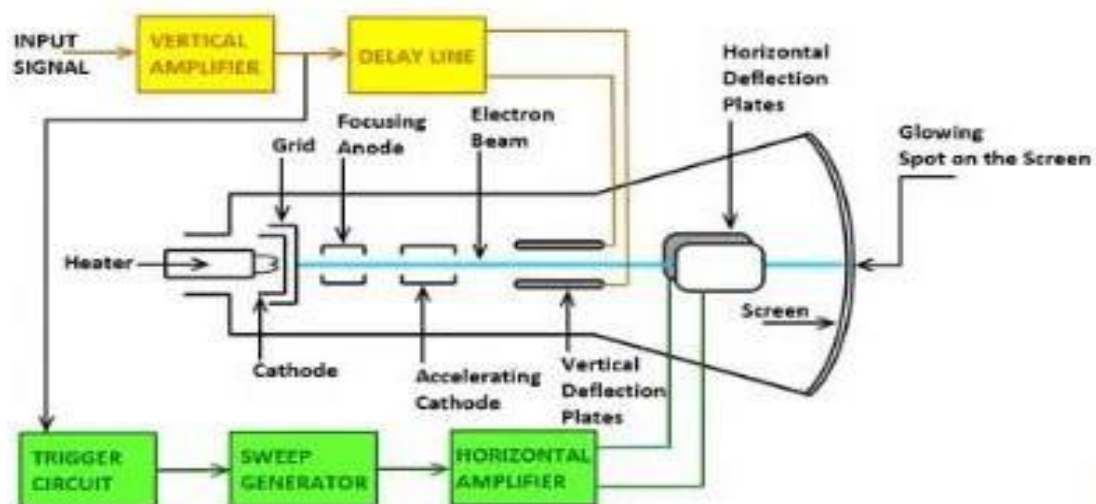 INPUT
SIGNAL
VERTICAL
AMPLIFIER
DELAY LINE
Horizontal
Deflection
Plates
Grid
Focusing
Anode
Electron
Beam
Glowing
Spot on the Screen
Heater
Screen
Cathode
Accelerating
Cathode
Vertical
Deflection
Plates
TRIGGER
CIRCUIT
SWEEP
GENERATOR
HORIZONTAL
AMPLIFIER